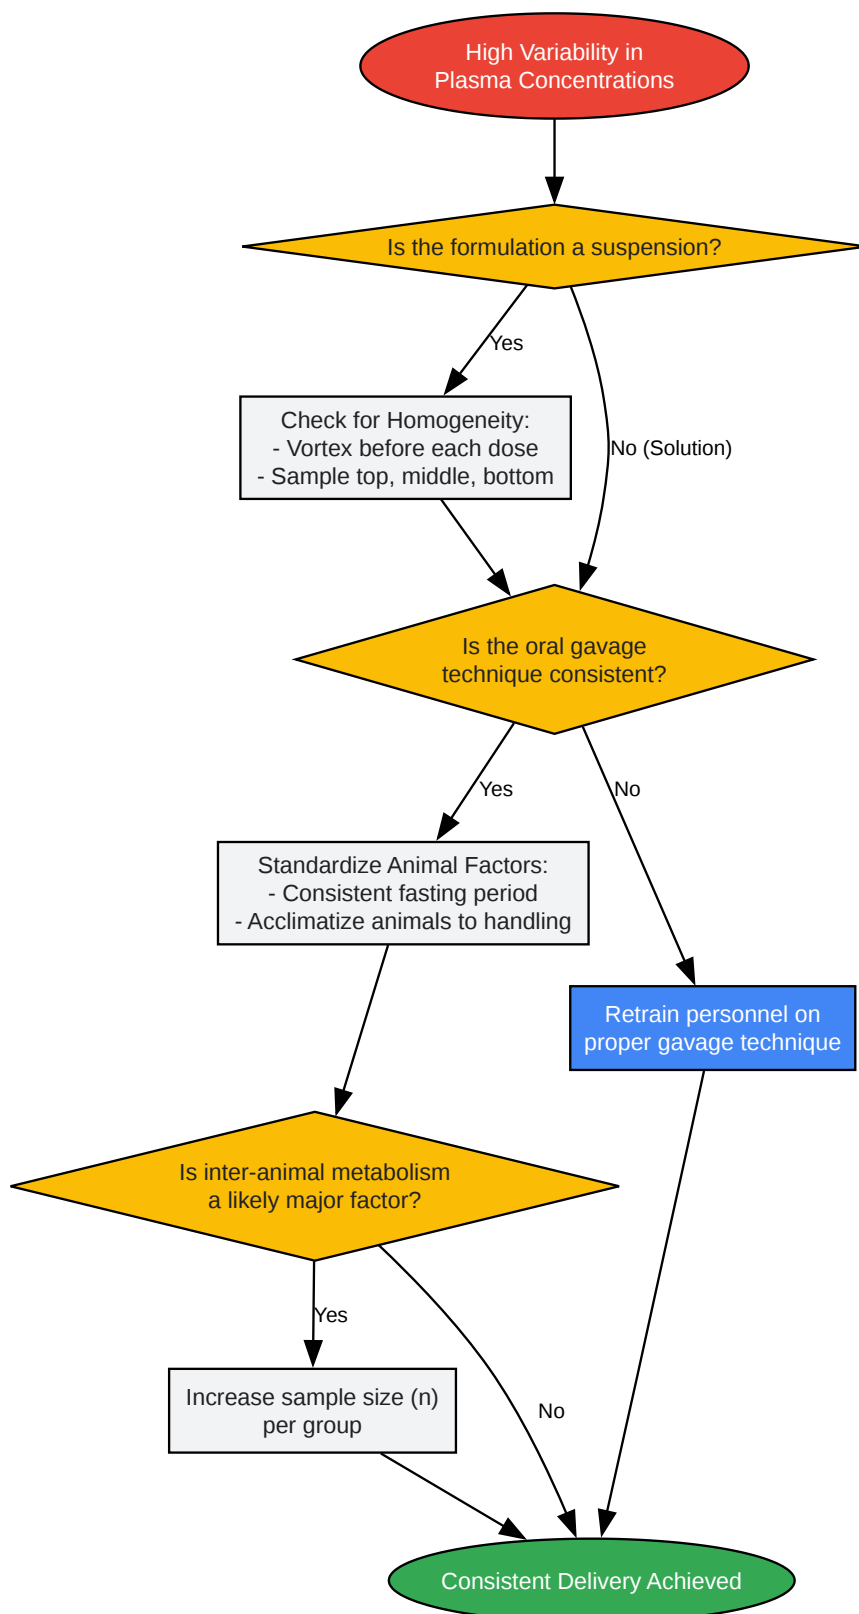 High Variability in
Plasma Concentrations
Is the formulation a suspension?
Yes
Check for Homogeneity:
- Vortex before each dose
- Sample top, middle, bottom
No (Solution)
Is the oral gavage
technique consistent?
Yes
No
Standardize Animal Factors:
- Consistent fasting period
- Acclimatize animals to handling
Retrain personnel on
proper gavage technique
Is inter-animal metabolism
a likely major factor?
Yes
Increase sample size (n)
per group
No
Consistent Delivery Achieved